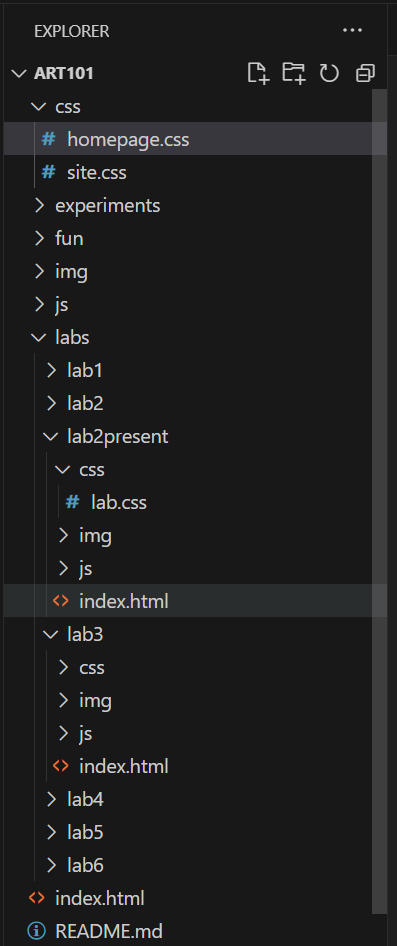 EXPLORER
ART101
css
# homepage.css
# site.css
experiments
fun
img
js
labs
lab1
lab2
lab2present
css
# lab.css
img
js
<> index.html
lab3
css
img
js
<> index.html
lab4
lab5
lab6
<> index.html
README.md